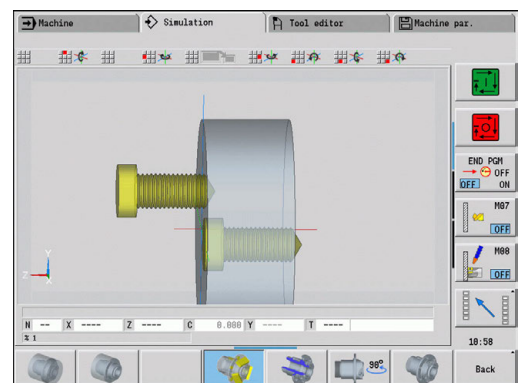 Machine Simulation Tool editor Machine par.
END PGM
OFF
OFF ON
M07
OFF
M08
OFF
Y
Z X
N -- X ---- Z ---- C 0.000 Y ---- T ----
% 1
10:58
90°
Back